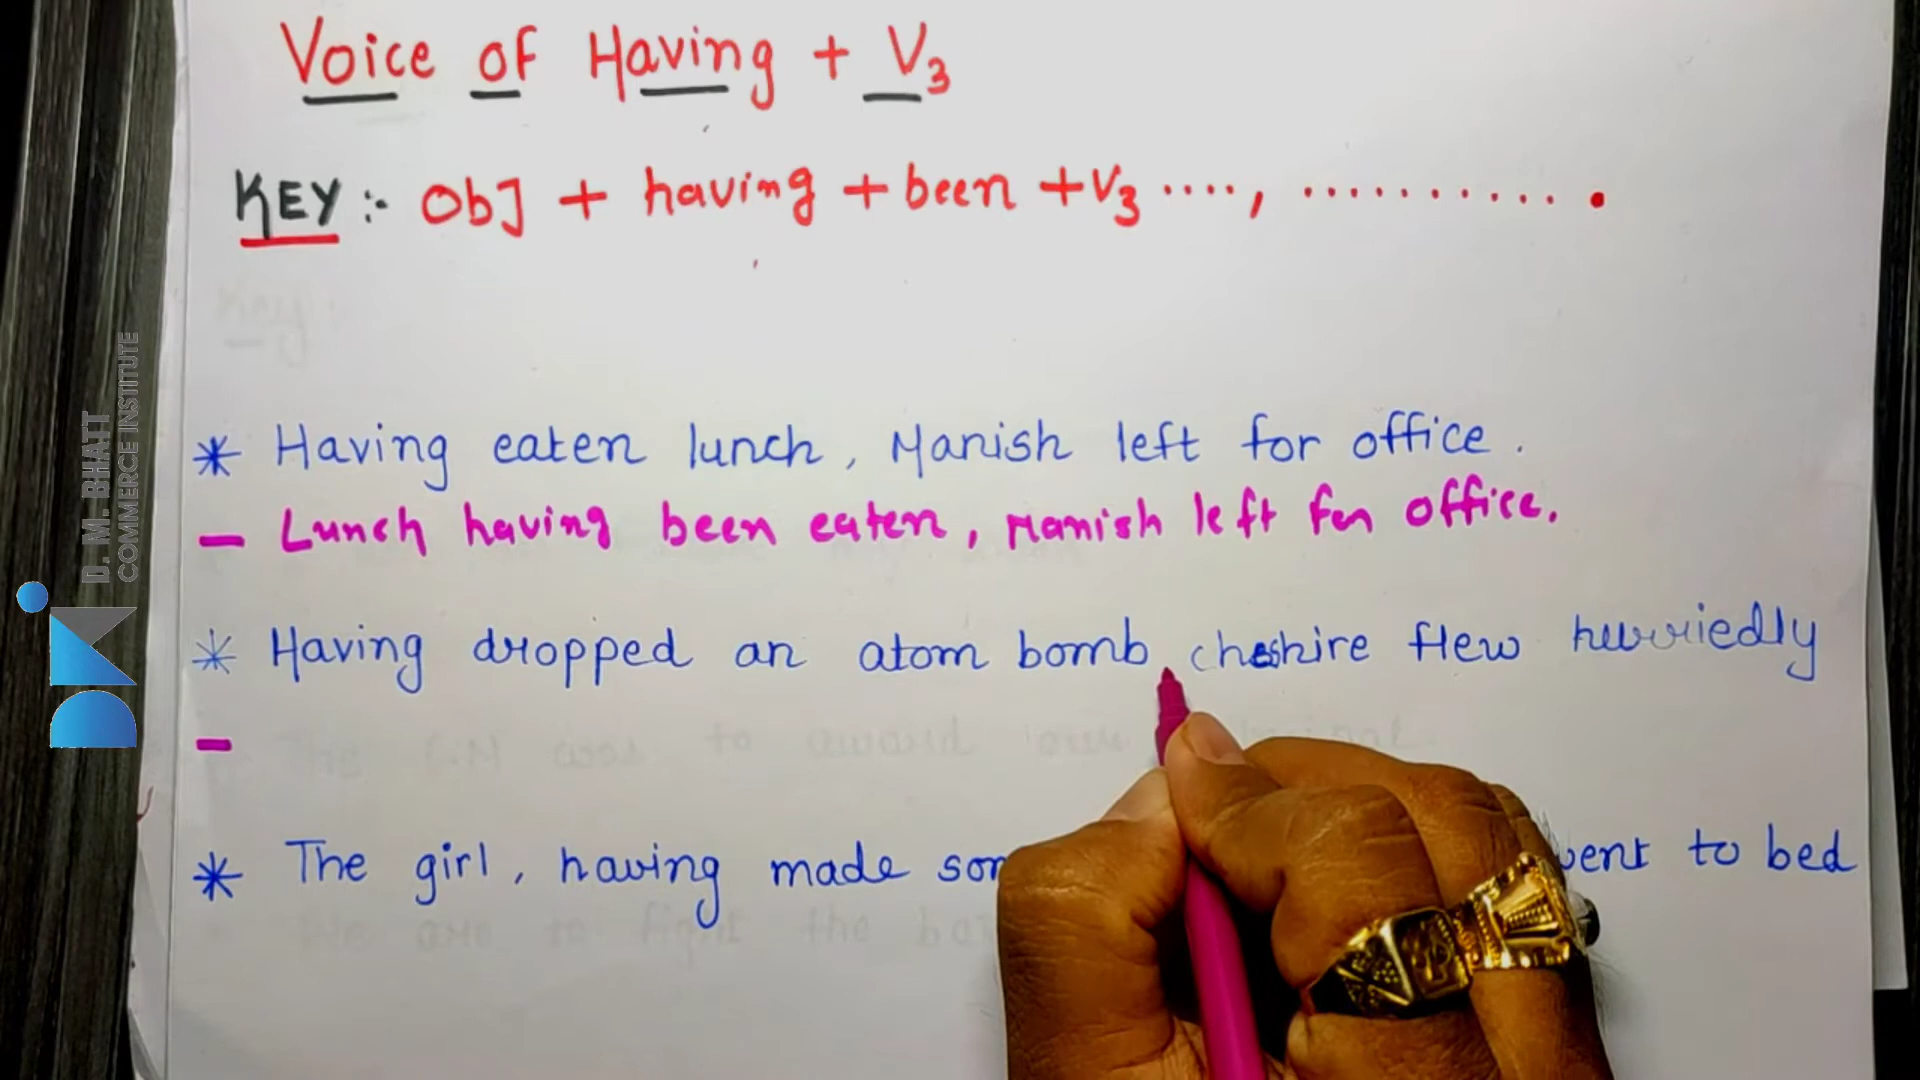 Voice of Having + V3
KEY :- Obj + having + been + V3 ...., .......... .
* Having eaten lunch, Manish left for office.
- Lunch having been eaten, Manish left for office.
* Having dropped an atom bomb cheshire flew hurriedly
-
* The girl, having made went to bed
D. M. BHATT
COMMERCE INSTITUTE